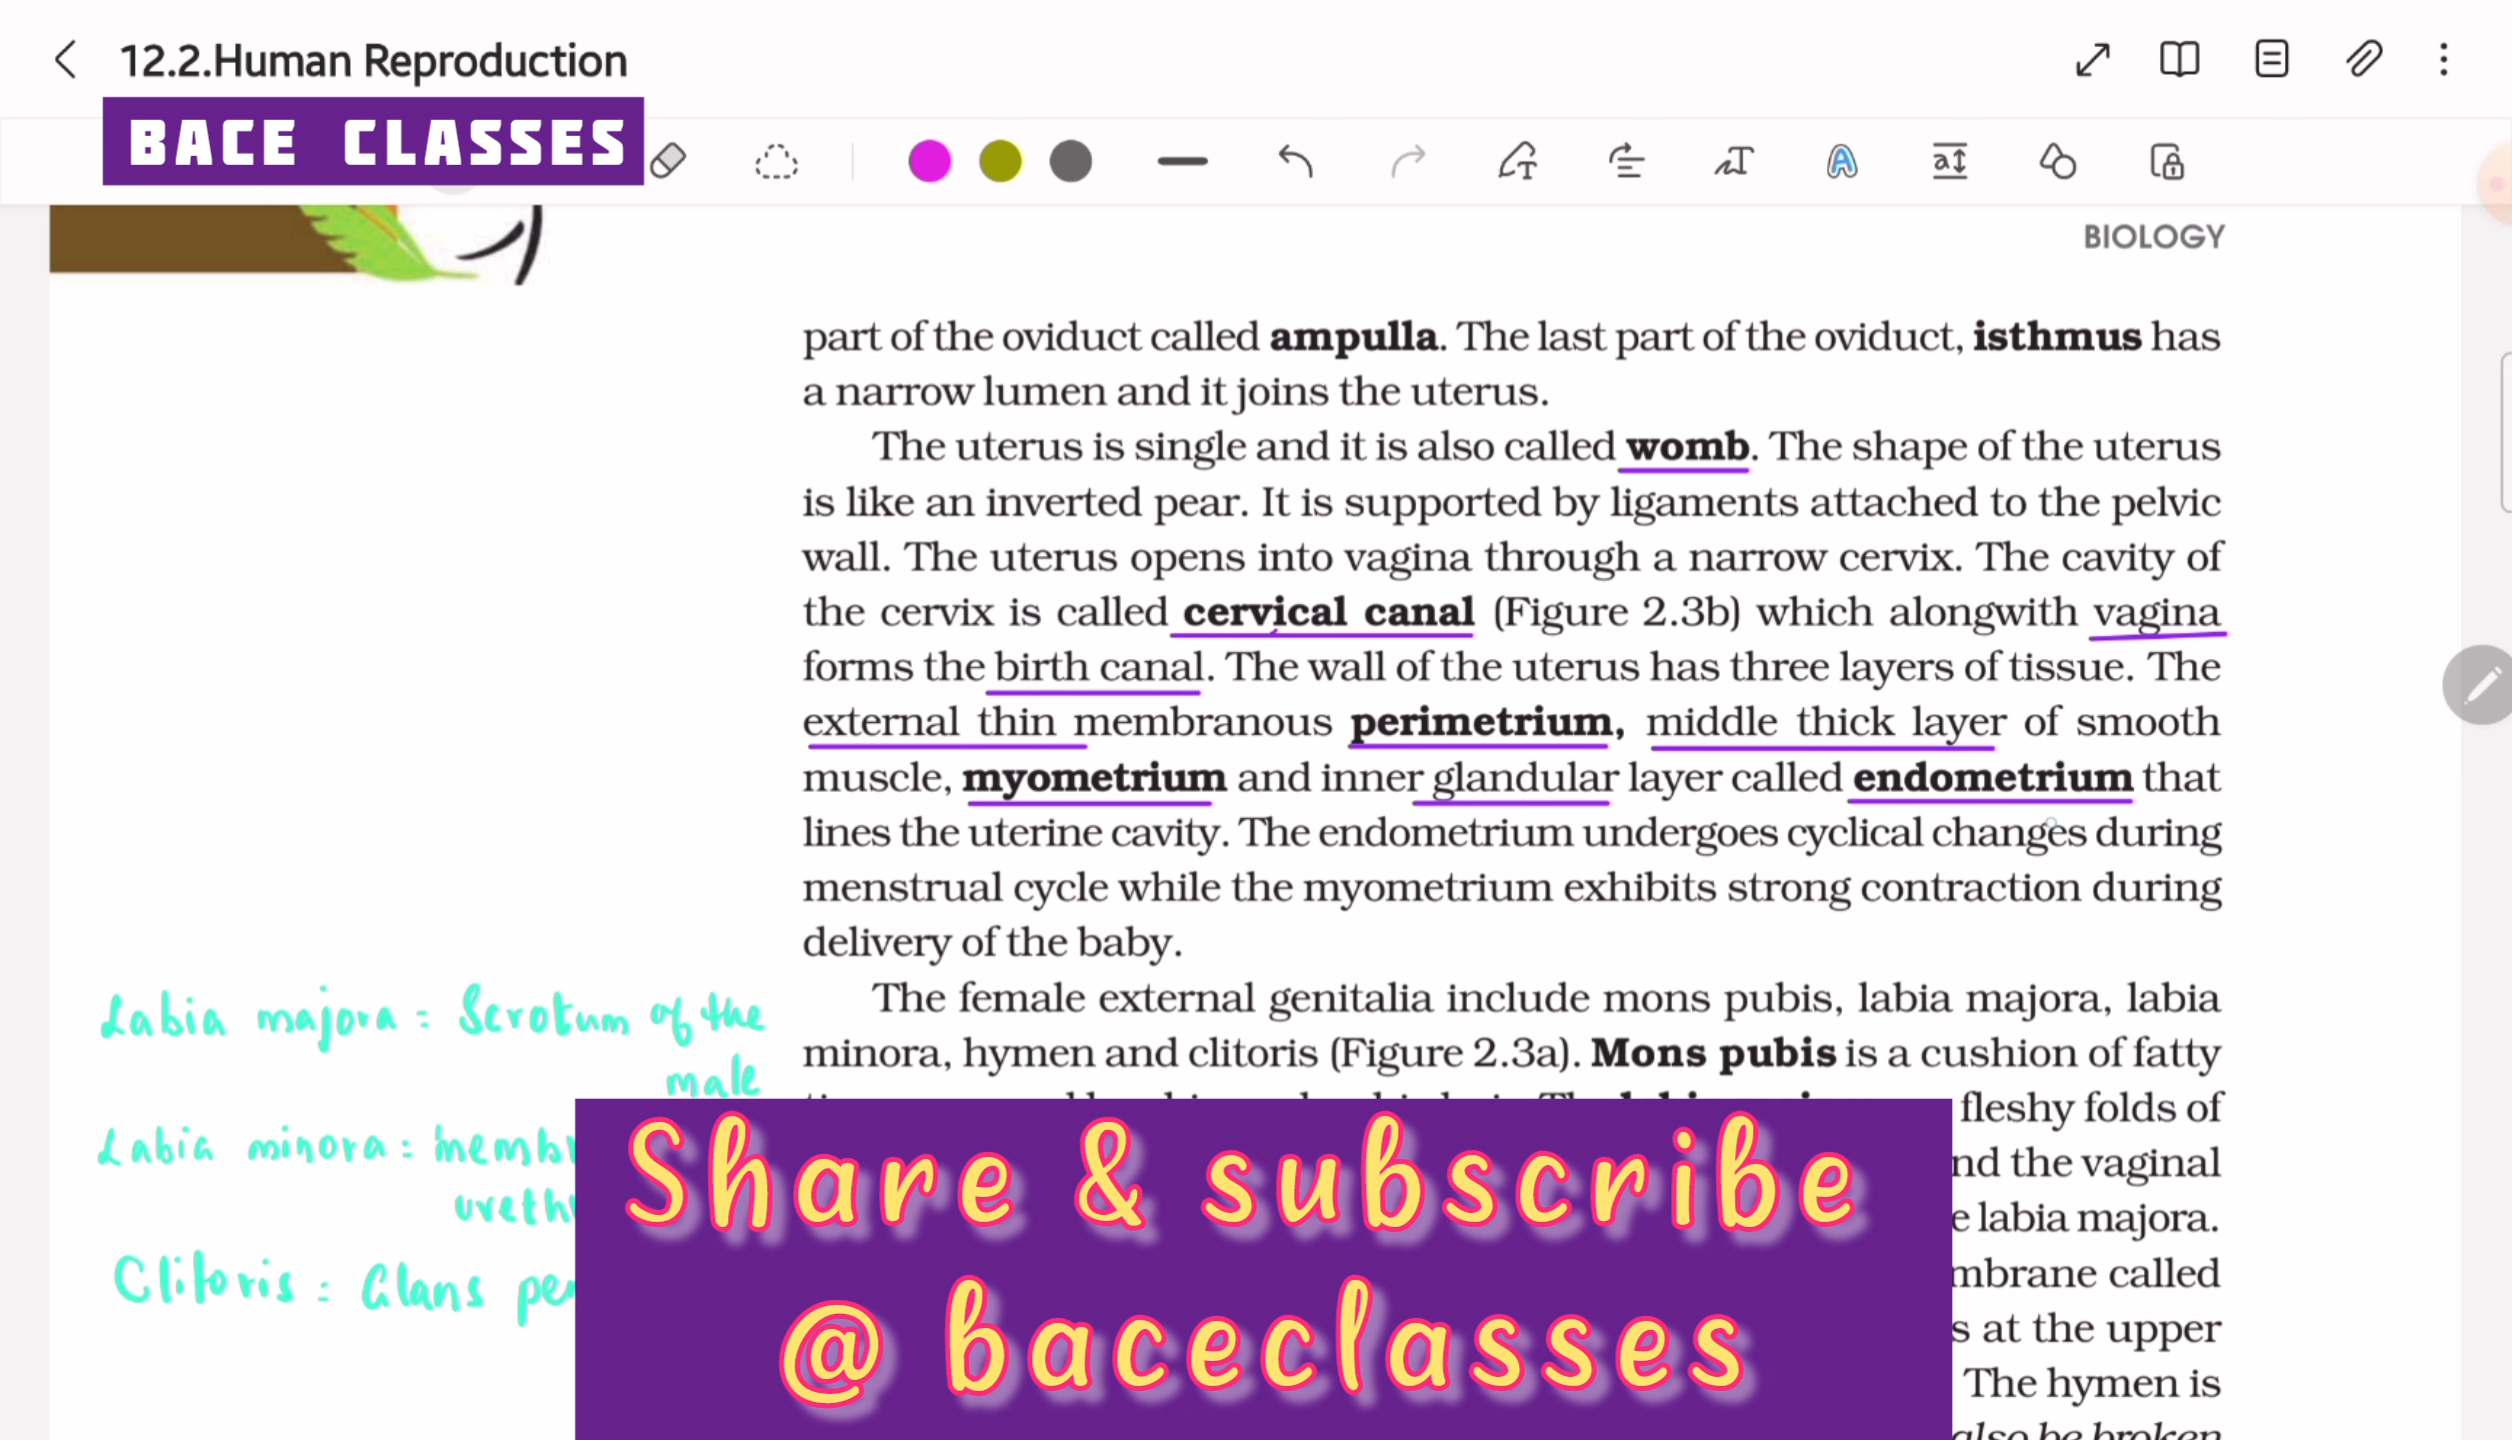 12.2.Human Reproduction
BACE CLASSES
BIOLOGY
part of the oviduct called ampulla. The last part of the oviduct, isthmus has
a narrow lumen and it joins the uterus.
The uterus is single and it is also called womb. The shape of the uterus
is like an inverted pear. It is supported by ligaments attached to the pelvic
wall. The uterus opens into vagina through a narrow cervix. The cavity of
the cervix is called cervical canal (Figure 2.3b) which alongwith vagina
forms the birth canal. The wall of the uterus has three layers of tissue. The
external thin membranous perimetrium, middle thick layer of smooth
muscle, myometrium and inner glandular layer called endometrium that
lines the uterine cavity. The endometrium undergoes cyclical changes during
menstrual cycle while the myometrium exhibits strong contraction during
delivery of the baby.
The female external genitalia include mons pubis, labia majora, labia
minora, hymen and clitoris (Figure 2.3a). Mons pubis is a cushion of fatty
fleshy folds of
the vaginal
labia majora.
called
at the upper
The hymen is
also be broken
Labia majora = Scrotum of the
male
Labia minora =
Clitoris = Glans
Share & subscribe
@ baceclasses